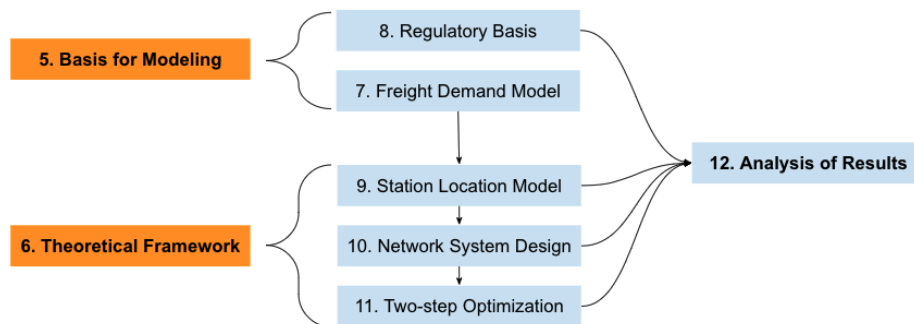 8. Regulatory Basis
5. Basis for Modeling
7. Freight Demand Model
12. Analysis of Results
9. Station Location Model
6. Theoretical Framework
10. Network System Design
11. Two-step Optimization